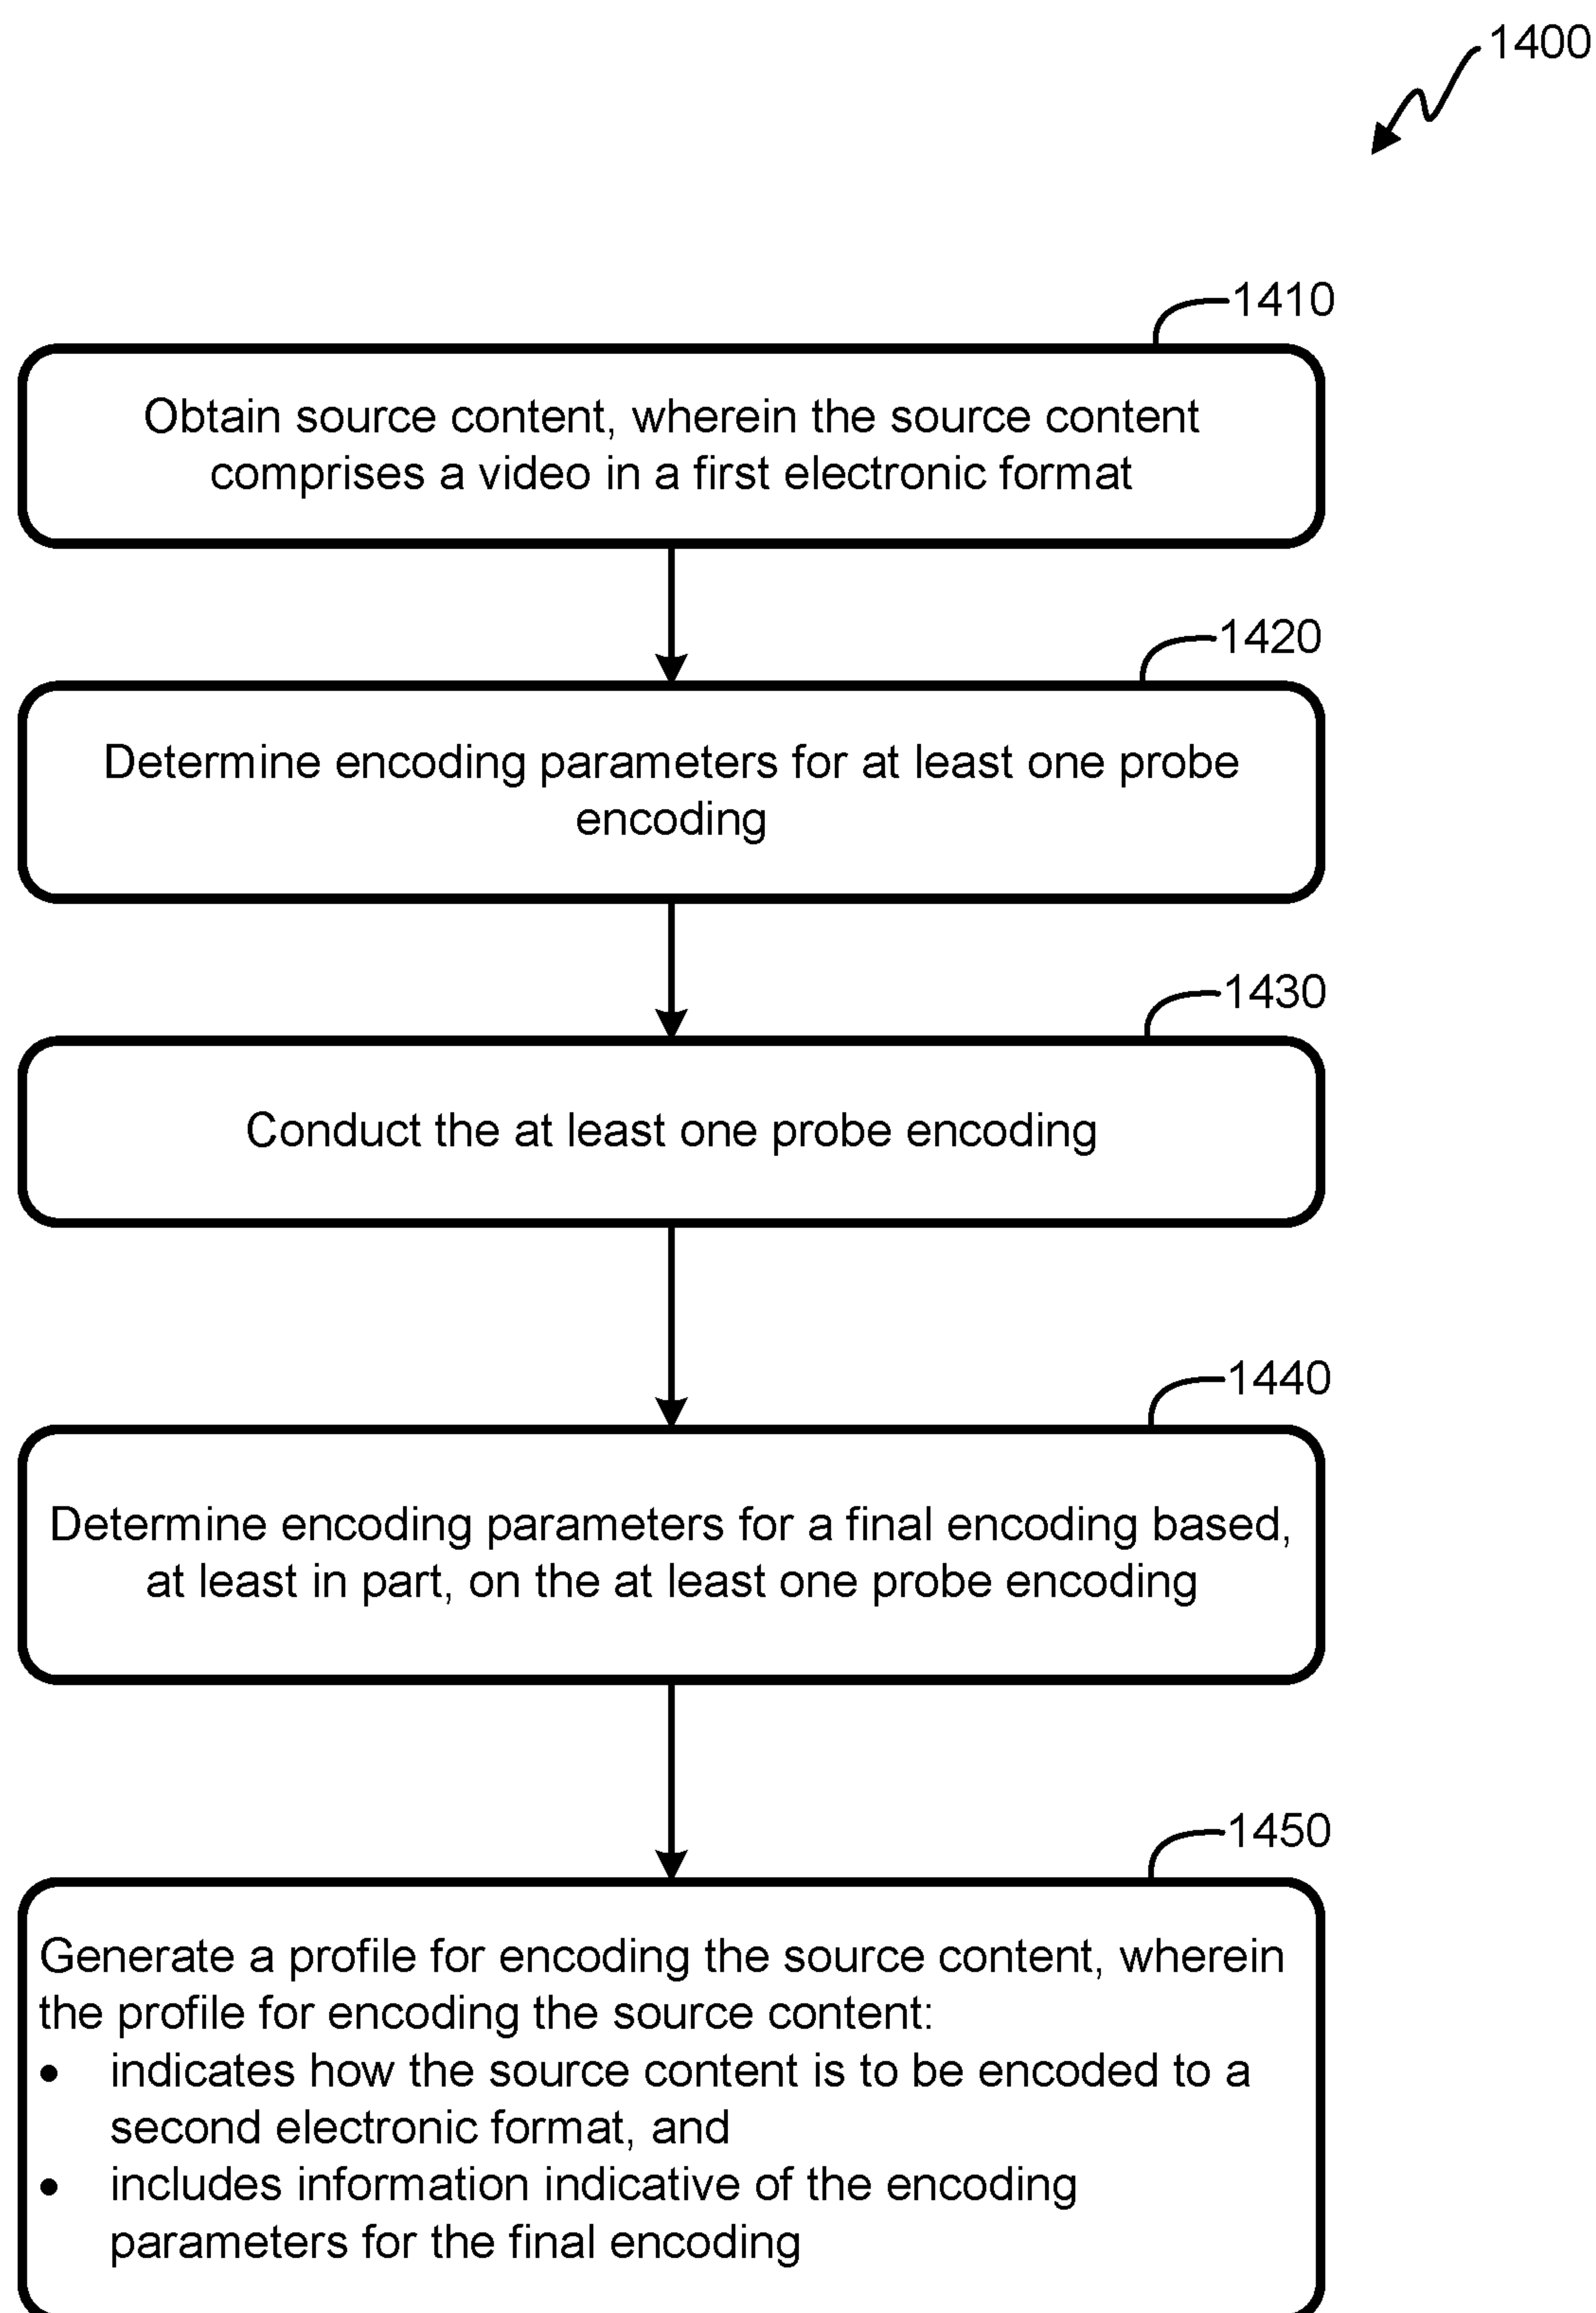 1400
1410
Obtain source content, wherein the source content
comprises a video in a first electronic format
1420
Determine encoding parameters for at least one probe
encoding
1430
Conduct the at least one probe encoding
1440
Determine encoding parameters for a final encoding based,
at least in part, on the at least one probe encoding
1450
Generate a profile for encoding the source content, wherein
the profile for encoding the source content:
• indicates how the source content is to be encoded to a
second electronic format, and
• includes information indicative of the encoding
parameters for the final encoding